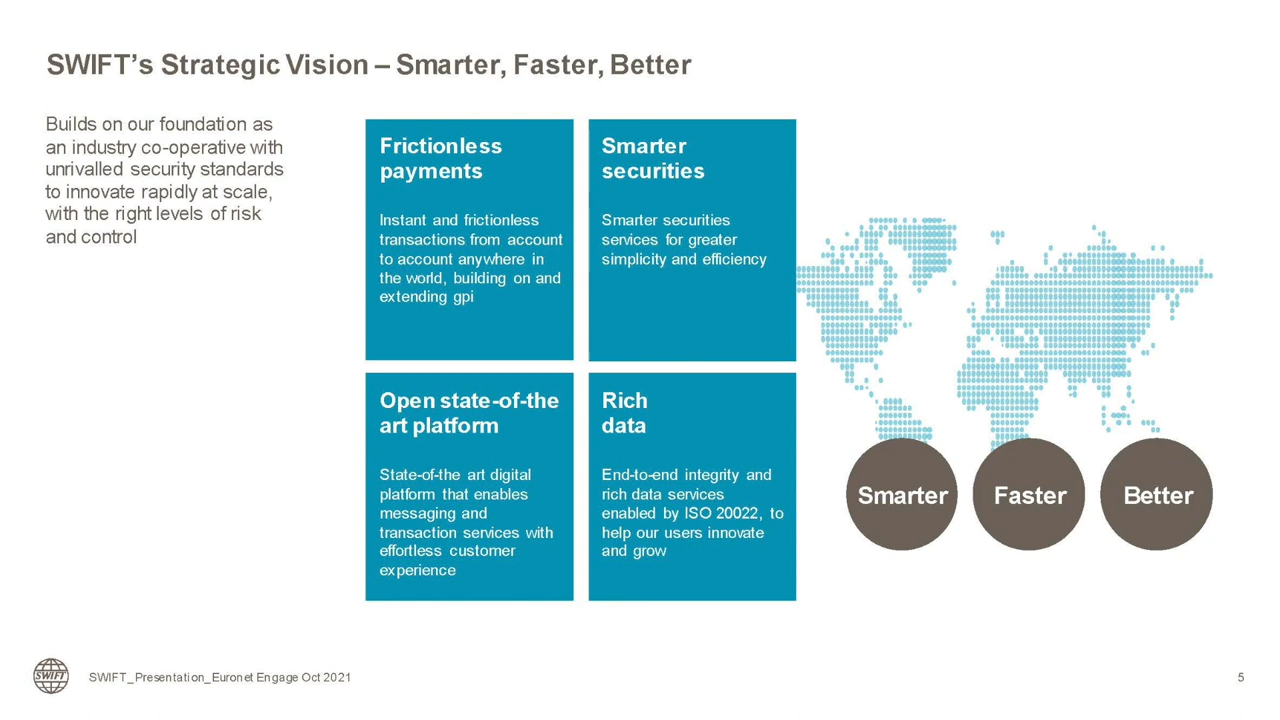 SWIFT's Strategic Vision – Smarter, Faster, Better
Builds on our foundation as
an industry co-operative with
unrivalled security standards
to innovate rapidly at scale,
with the right levels of risk
and control
Frictionless
payments
Instant and frictionless
transactions from account
to account anywhere in
the world, building on and
extending gpi
Smarter
securities
Smarter securities
services for greater
simplicity and efficiency
Open state-of-the
art platform
State-of-the art digital
platform that enables
messaging and
transaction services with
effortless customer
experience
Rich
data
End-to-end integrity and
rich data services
enabled by ISO 20022, to
help our users innovate
and grow
Smarter
Faster
Better
SWIFT
SWIFT_Presentation_Euronet Engage Oct 2021
5